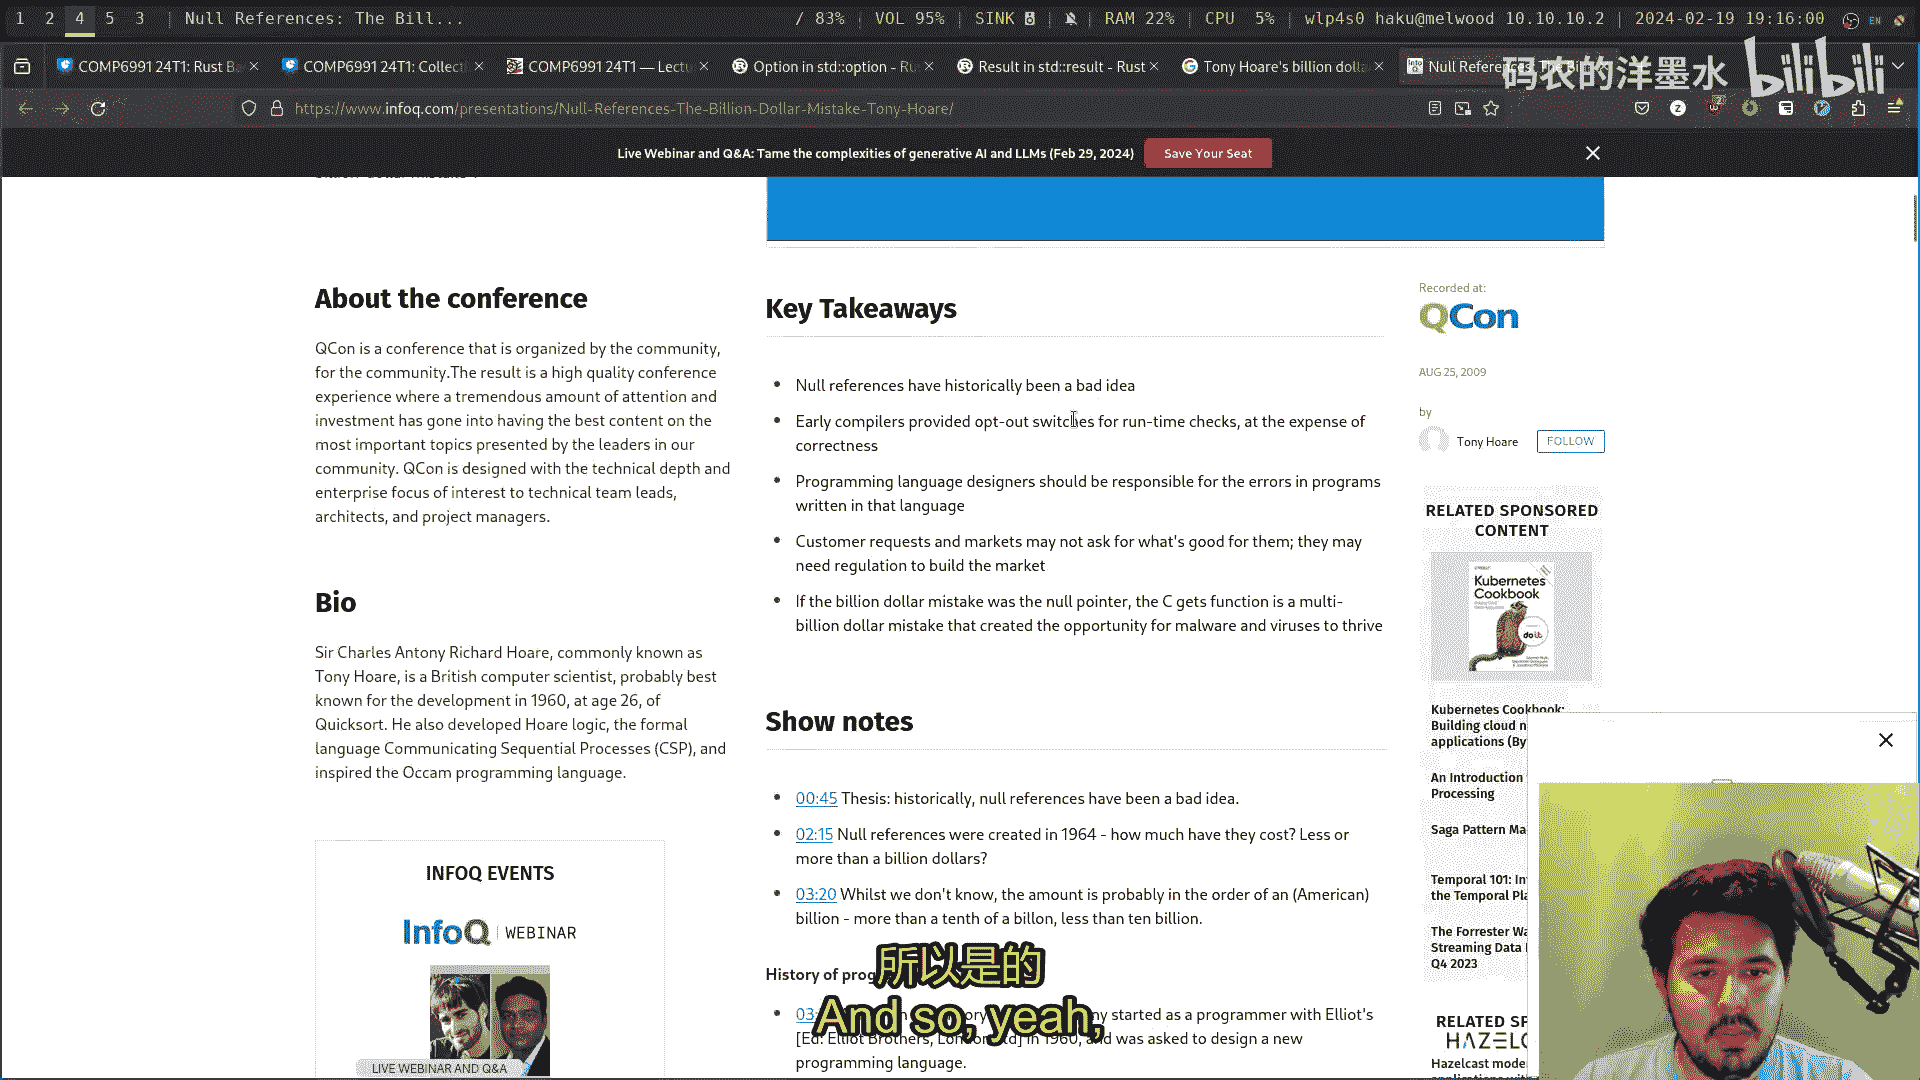 1 2 4 5 3 | Null References: The Bill...
/ 83% | VOL 95% | SINK | | RAM 22% | CPU 5% | wlp4s0 haku@melwood 10.10.10.2 | 2024-02-19 19:16:00 EN
COMP6991 24T1: Rust Ba
COMP6991 24T1: Collect
COMP6991 24T1 — Lectu
Option in std::option - Ru
Result in std::result - Rust
Tony Hoare's billion dolla
Null References: The Bi
码农的洋墨水 bilibili
https://www.infoq.com/presentations/Null-References-The-Billion-Dollar-Mistake-Tony-Hoare/
Live Webinar and Q&A: Tame the complexities of generative AI and LLMs (Feb 29, 2024)
Save Your Seat
About the conference
QCon is a conference that is organized by the community,
for the community.The result is a high quality conference
experience where a tremendous amount of attention and
investment has gone into having the best content on the
most important topics presented by the leaders in our
community. QCon is designed with the technical depth and
enterprise focus of interest to technical team leads,
architects, and project managers.
Bio
Sir Charles Antony Richard Hoare, commonly known as
Tony Hoare, is a British computer scientist, probably best
known for the development in 1960, at age 26, of
Quicksort. He also developed Hoare logic, the formal
language Communicating Sequential Processes (CSP), and
inspired the Occam programming language.
INFOQ EVENTS
InfoQ | WEBINAR
LIVE WEBINAR AND Q&A
Key Takeaways
Null references have historically been a bad idea
Early compilers provided opt-out switches for run-time checks, at the expense of
correctness
Programming language designers should be responsible for the errors in programs
written in that language
Customer requests and markets may not ask for what's good for them; they may
need regulation to build the market
If the billion dollar mistake was the null pointer, the C gets function is a multi-
billion dollar mistake that created the opportunity for malware and viruses to thrive
Show notes
00:45 Thesis: historically, null references have been a bad idea.
02:15 Null references were created in 1964 - how much have they cost? Less or
more than a billion dollars?
03:20 Whilst we don't know, the amount is probably in the order of an (American)
billion - more than a tenth of a billon, less than ten billion.
History of prog
03: my started as a programmer with Elliot's
[Ed: Elliot Brothers, London Ltd] in 1960, and was asked to design a new
programming language.
所以是的
And so, yeah,
Recorded at:
QCon
AUG 25, 2009
by
Tony Hoare
FOLLOW
RELATED SPONSORED
CONTENT
Kubernetes
Cookbook
do it
Kubernetes Cookbook:
Building cloud n
applications (By
An Introduction
Processing
Saga Pattern Ma
Temporal 101: In
the Temporal Pla
The Forrester Wa
Streaming Data
Q4 2023
RELATED SP
HAZELC
Hazelcast mode